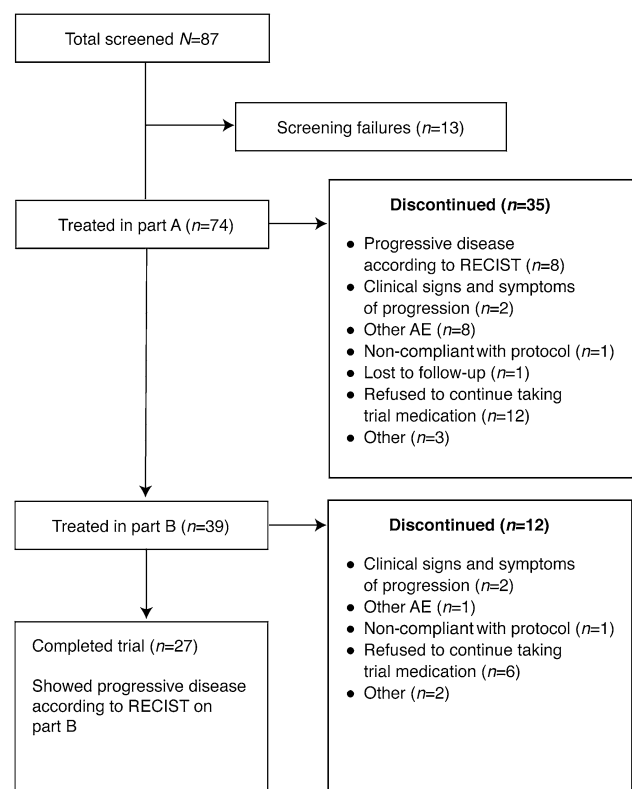 Total screened N=87
Screening failures (n=13)
Treated in part A (n=74)
Discontinued (n=35)
● Progressive disease
according to RECIST (n=8)
● Clinical signs and symptoms
of progression (n=2)
● Other AE (n=8)
● Non-compliant with protocol (n=1)
● Lost to follow-up (n=1)
● Refused to continue taking
trial medication (n=12)
● Other (n=3)
Treated in part B (n=39)
Discontinued (n=12)
● Clinical signs and symptoms
of progression (n=2)
● Other AE (n=1)
● Non-compliant with protocol (n=1)
● Refused to continue taking
trial medication (n=6)
● Other (n=2)
Completed trial (n=27)
Showed progressive disease
according to RECIST on
part B